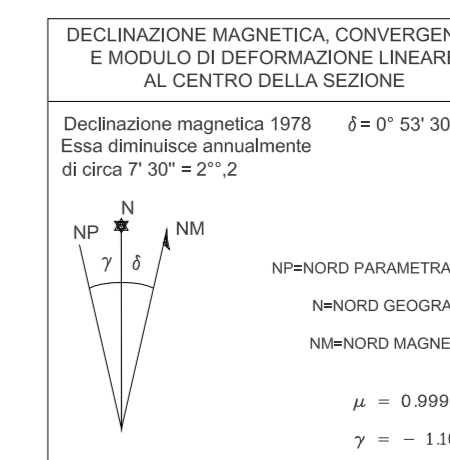 DECLINAZIONE MAGNETICA, CONVERGEN
E MODULO DI DEFORMAZIONE LINEARE
AL CENTRO DELLA SEZIONE
Declinazione magnetica 1978 δ = 0° 53' 30
Essa diminuisce annualmente
di circa 7' 30" = 2°°,2
N
NP NM
γ δ
NP=NORD PARAMETRA
N=NORD GEOGRA
NM=NORD MAGNE
μ = 0.999
γ = - 1.10